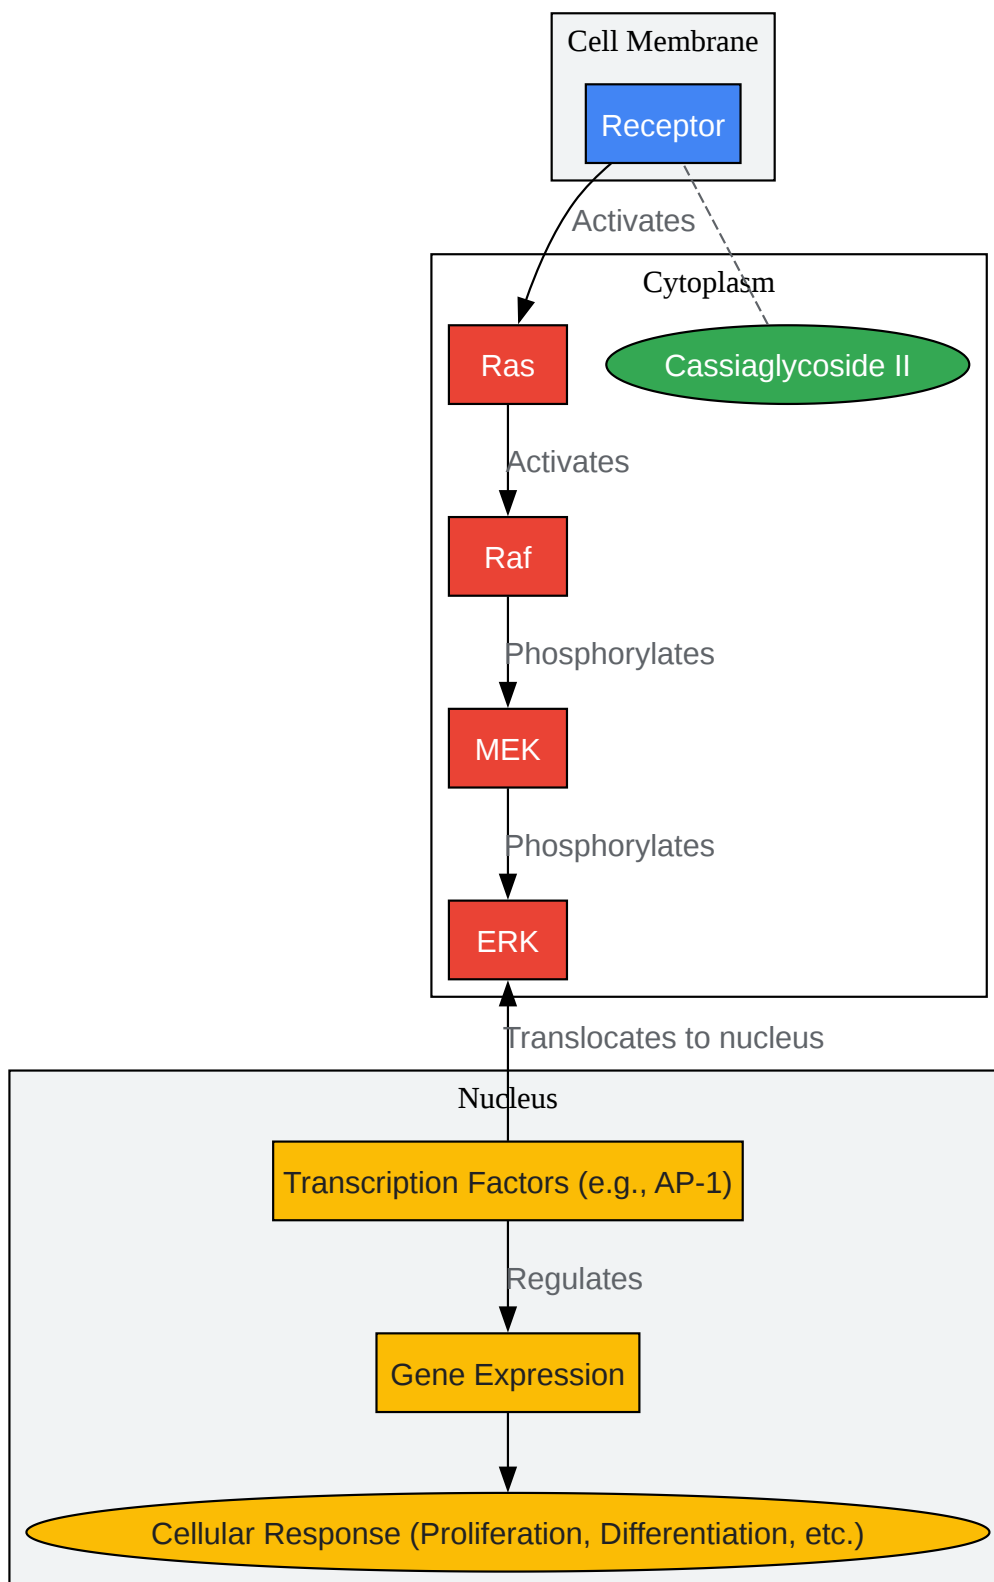 Cell Membrane
Receptor
Activates
Cytoplasm
Ras
Cassiaglycoside II
Activates
Raf
Phosphorylates
MEK
Phosphorylates
ERK
Translocates to nucleus
Nucleus
Transcription Factors (e.g., AP-1)
Regulates
Gene Expression
Cellular Response (Proliferation, Differentiation, etc.)